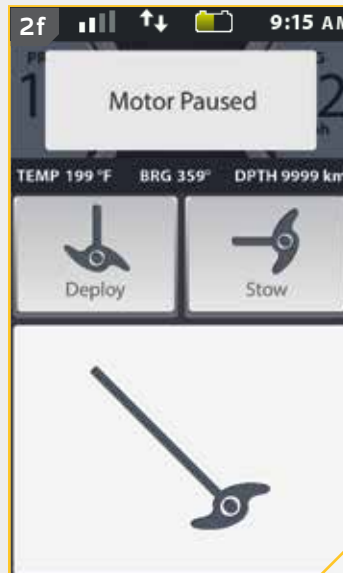 2f 9:15 AM
Motor Paused
TEMP 199 °F BRG 359° DPTH 9999 km
Deploy Stow